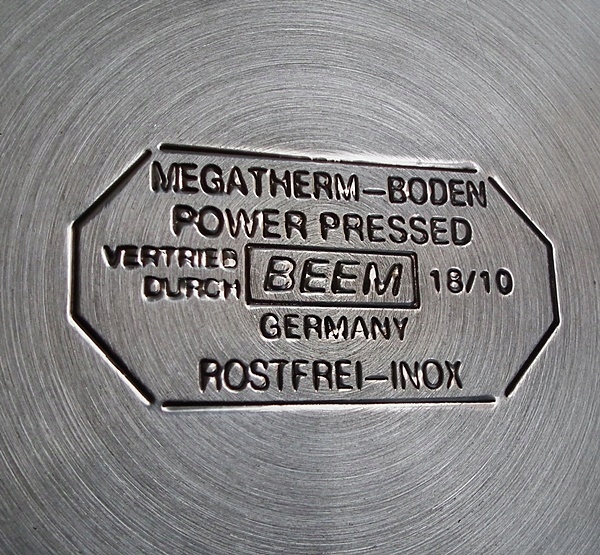 MEGATHERM–BODEN
POWER PRESSED
VERTRIEB
DURCH BEEM 18/10
GERMANY
ROSTFREI–INOX